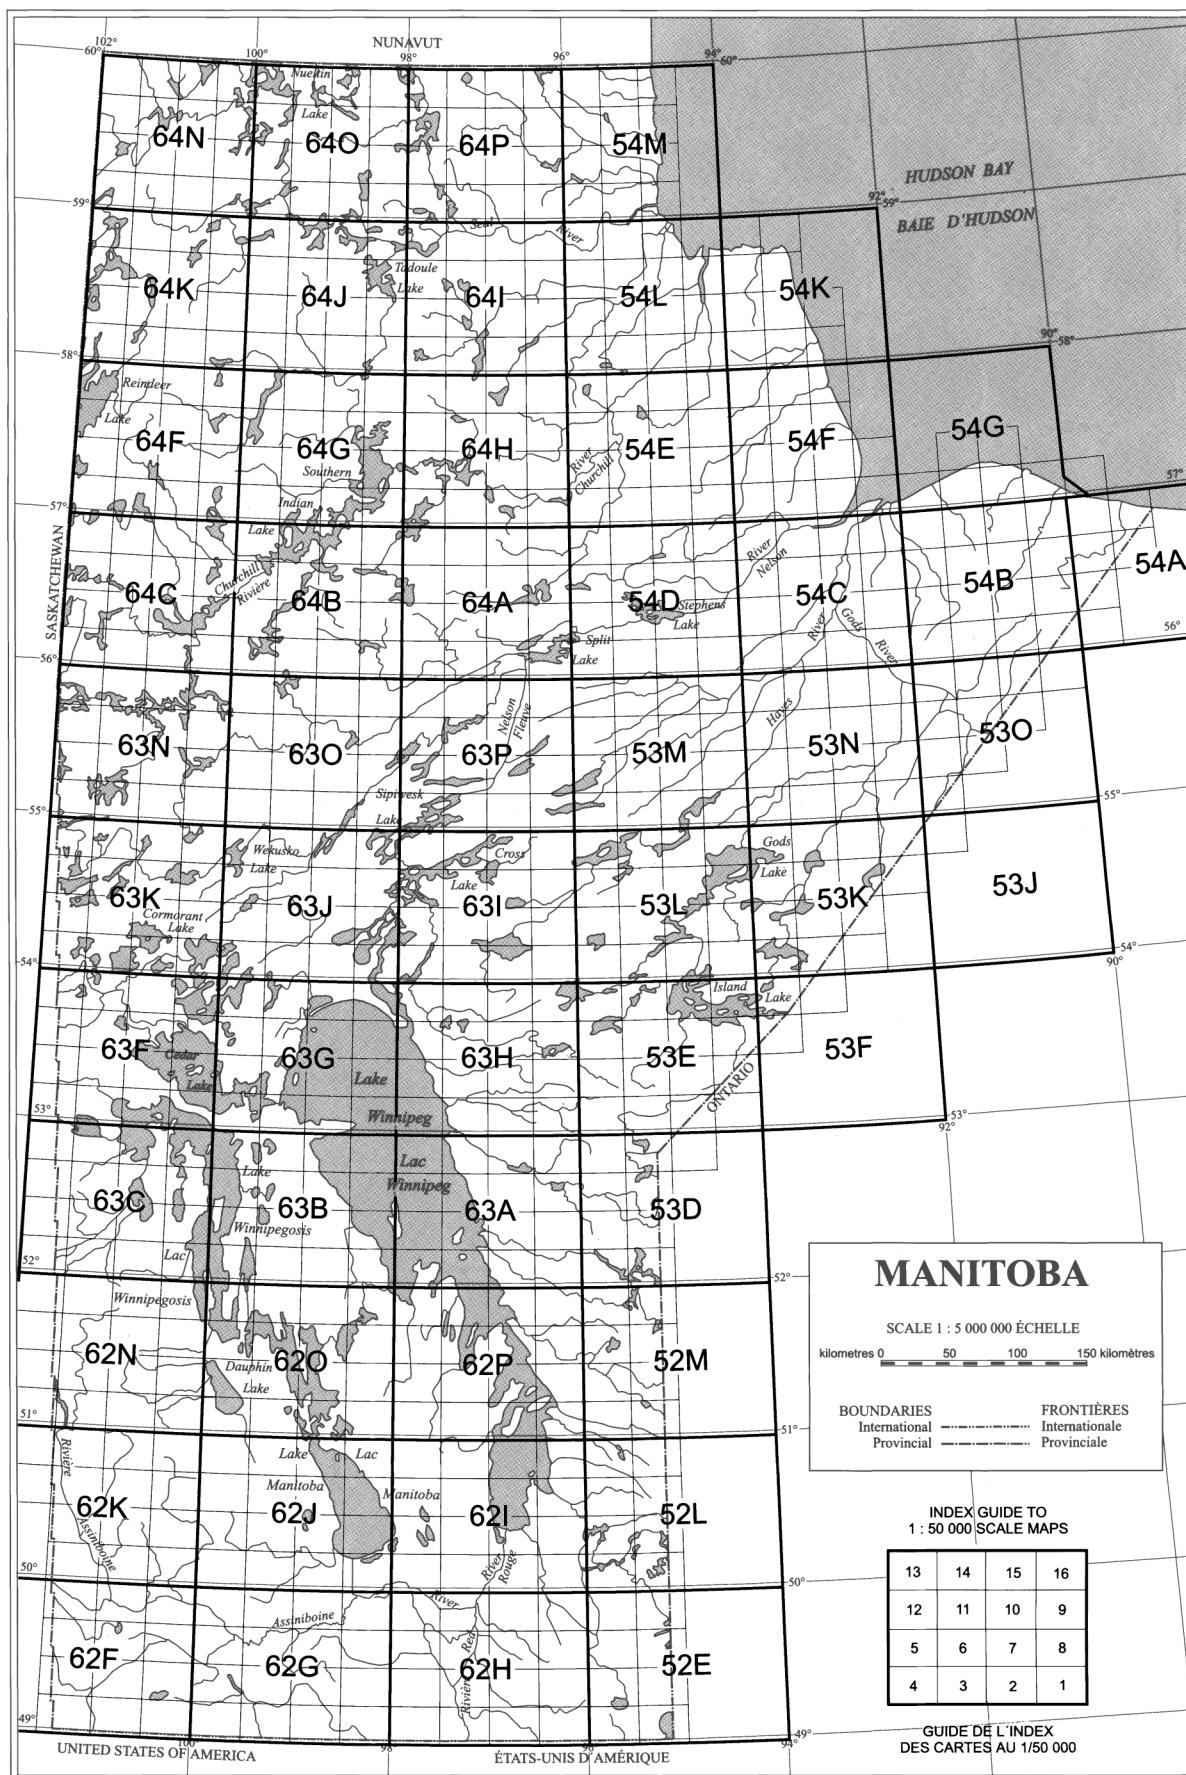 NUNAVUT
102°
60°
100°
98°
96°
94°
60°
Nueltin
Lake
64N
64O
64P
54M
HUDSON BAY
BAIE D'HUDSON
59°
92°
59°
Seal
River
Tadoule
Lake
64K
64J
64I
54L
54K
58°
90°
58°
Reindeer
Lake
64F
64G
64H
54E
54F
54G
Southern
Indian
Lake
River
Churchill
57°
57°
SASKATCHEWAN
River
Nelson
64C
Churchill
Rivière
64B
64A
54D
Stephens
Lake
54C
54B
54A
Split
Lake
River
Gods
River
56°
56°
Nelson
Fleuve
Hayes
63N
63O
63P
53M
53N
53O
Sipiwesk
Lake
55°
55°
Wekusko
Lake
Cross
Lake
Gods
Lake
63K
63J
63I
53L
53K
53J
Cormorant
Lake
54°
54°
90°
Island
Lake
63F
Cedar
Lake
63G
63H
53E
53F
Lake
Winnipeg
ONTARIO
53°
53°
92°
Lac
Winnipeg
Lake
Winnipegosis
63C
63B
63A
53D
Lac
Winnipegosis
52°
52°
62N
Dauphin
Lake
62O
62P
52M
51°
51°
Lake
Lac
Manitoba
Manitoba
Rivière
Assiniboine
62K
62J
62I
52L
River
Rouge
50°
50°
Assiniboine
River
Red
Rivière
62F
62G
62H
52E
49°
100°
98°
96°
94°
49°
UNITED STATES OF AMERICA
ÉTATS-UNIS D'AMÉRIQUE
MANITOBA
SCALE 1 : 5 000 000 ÉCHELLE
kilometres 0 50 100 150 kilomètres
BOUNDARIES FRONTIÈRES
International Internationale
Provincial Provinciale
INDEX GUIDE TO
1 : 50 000 SCALE MAPS
13 14 15 16
12 11 10 9
5 6 7 8
4 3 2 1
GUIDE DE L'INDEX
DES CARTES AU 1/50 000